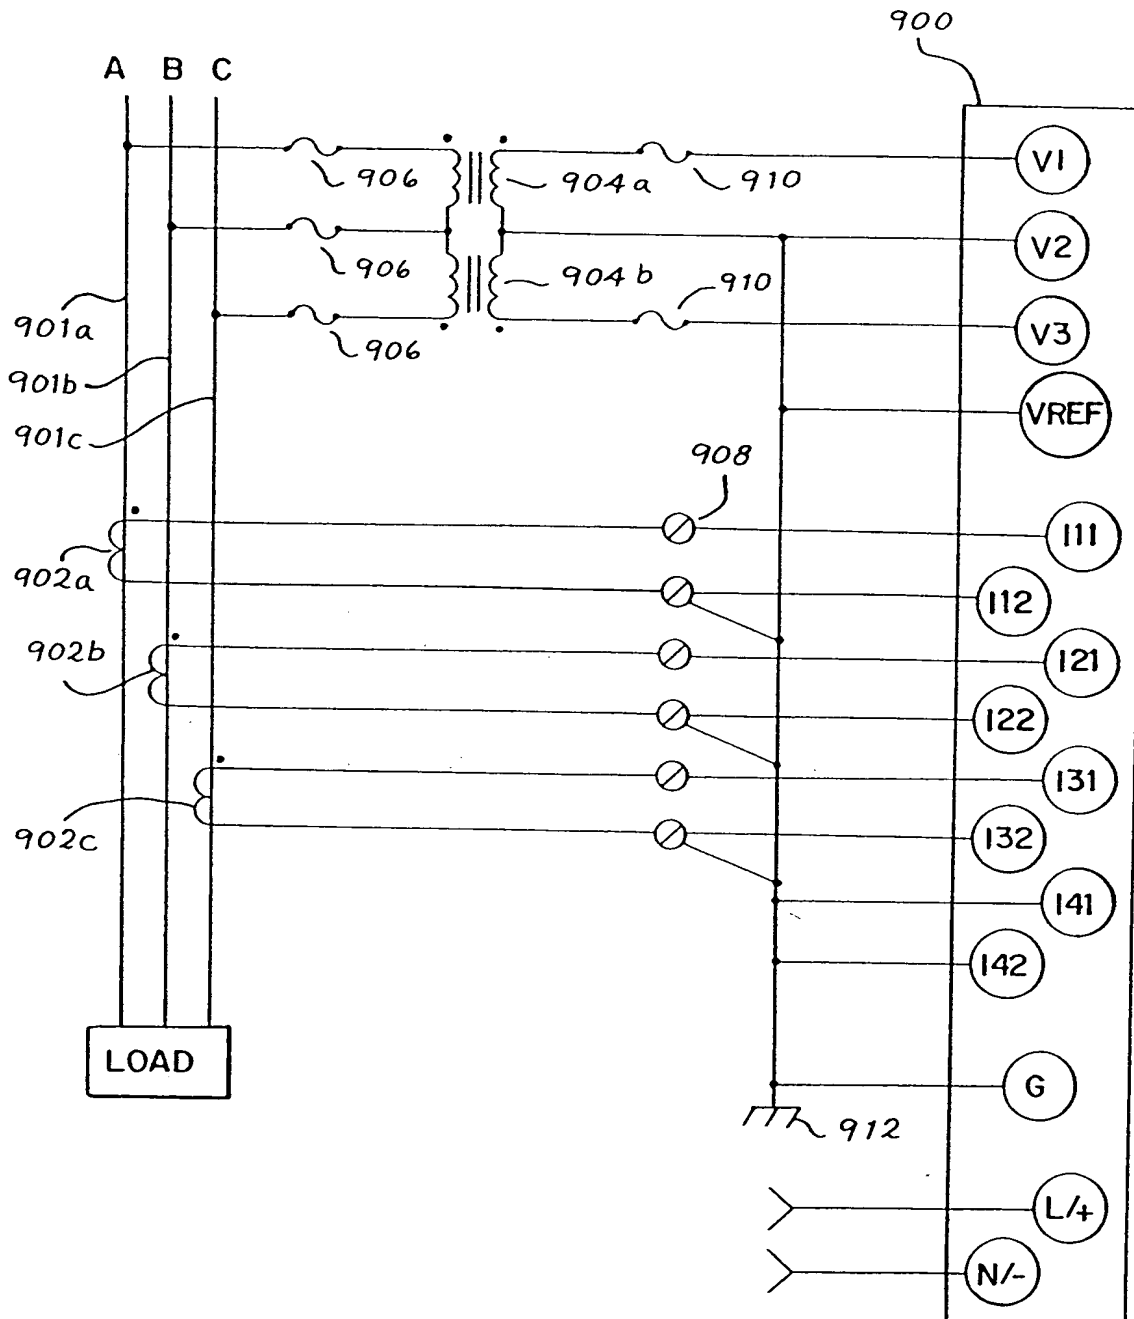 900
A B C
V1
906 904a 910
V2
906 904b 910
901a
V3
906
901b
VREF
901c
908
I11
902a
I12
902b
I21
I22
I31
902c
I32
I41
I42
LOAD
G
912
L/+
N/-